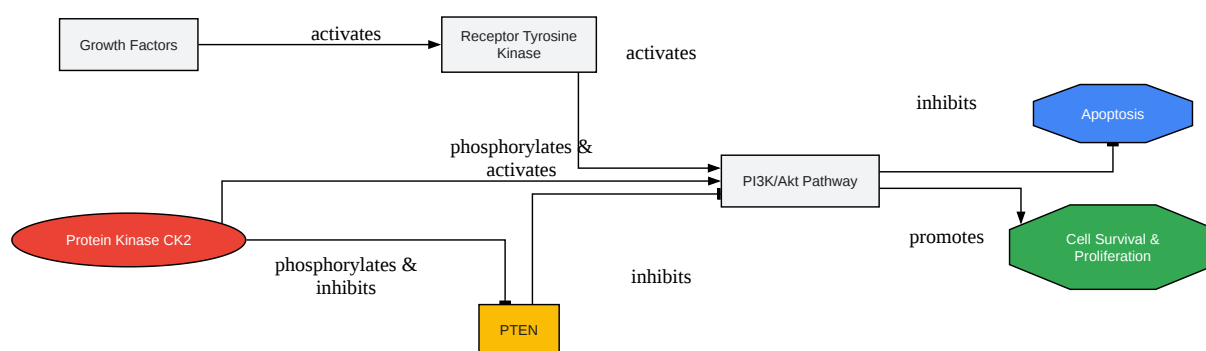 Growth Factors
activates
Receptor Tyrosine
Kinase
activates
inhibits
Apoptosis
phosphorylates &
activates
PI3K/Akt Pathway
Protein Kinase CK2
promotes
Cell Survival &
Proliferation
phosphorylates &
inhibits
inhibits
PTEN